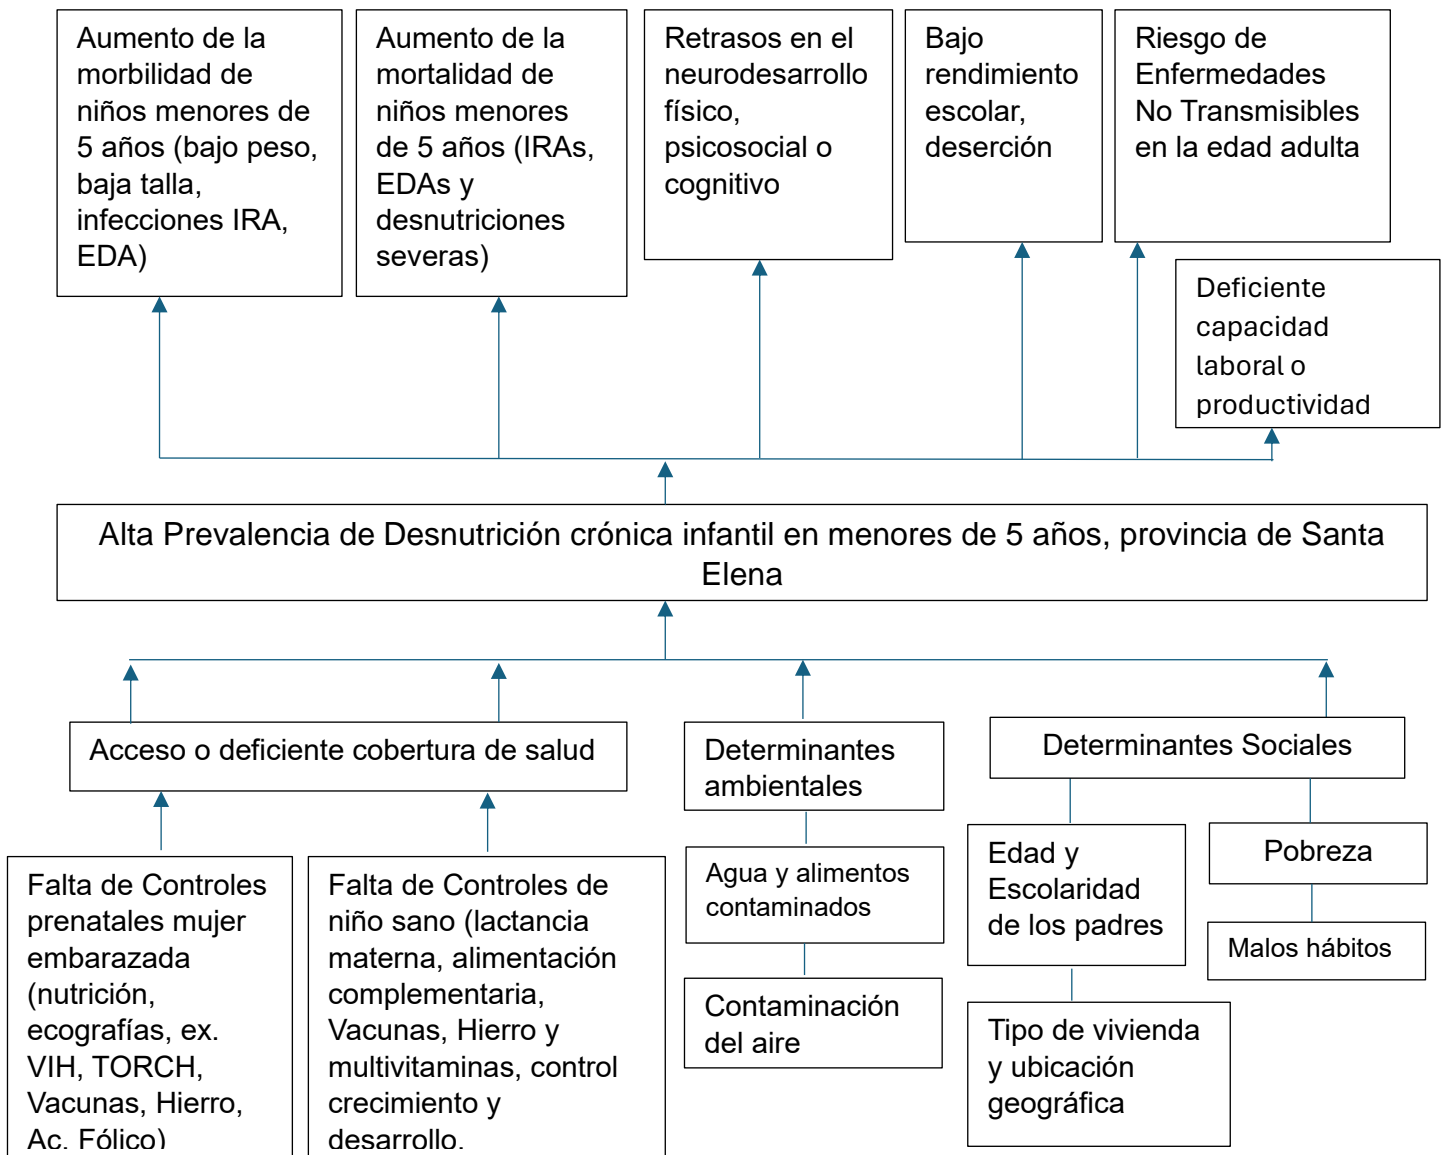 Aumento de la
morbilidad de
niños menores de
5 años (bajo peso,
baja talla,
infecciones IRA,
EDA)
Aumento de la
mortalidad de
niños menores
de 5 años (IRAs,
EDAs y
desnutriciones
severas)
Retrasos en el
neurodesarrollo
físico,
psicosocial o
cognitivo
Bajo
rendimiento
escolar,
deserción
Riesgo de
Enfermedades
No Transmisibles
en la edad adulta
Deficiente
capacidad
laboral o
productividad
Alta Prevalencia de Desnutrición crónica infantil en menores de 5 años, provincia de Santa
Elena
Acceso o deficiente cobertura de salud
Determinantes
ambientales
Determinantes Sociales
Falta de Controles
prenatales mujer
embarazada
(nutrición,
ecografías, ex.
VIH, TORCH,
Vacunas, Hierro,
Ac. Fólico)
Falta de Controles de
niño sano (lactancia
materna, alimentación
complementaria,
Vacunas, Hierro y
multivitaminas, control
crecimiento y
desarrollo.
Agua y alimentos
contaminados
Contaminación
del aire
Edad y
Escolaridad
de los padres
Tipo de vivienda
y ubicación
geográfica
Pobreza
Malos hábitos